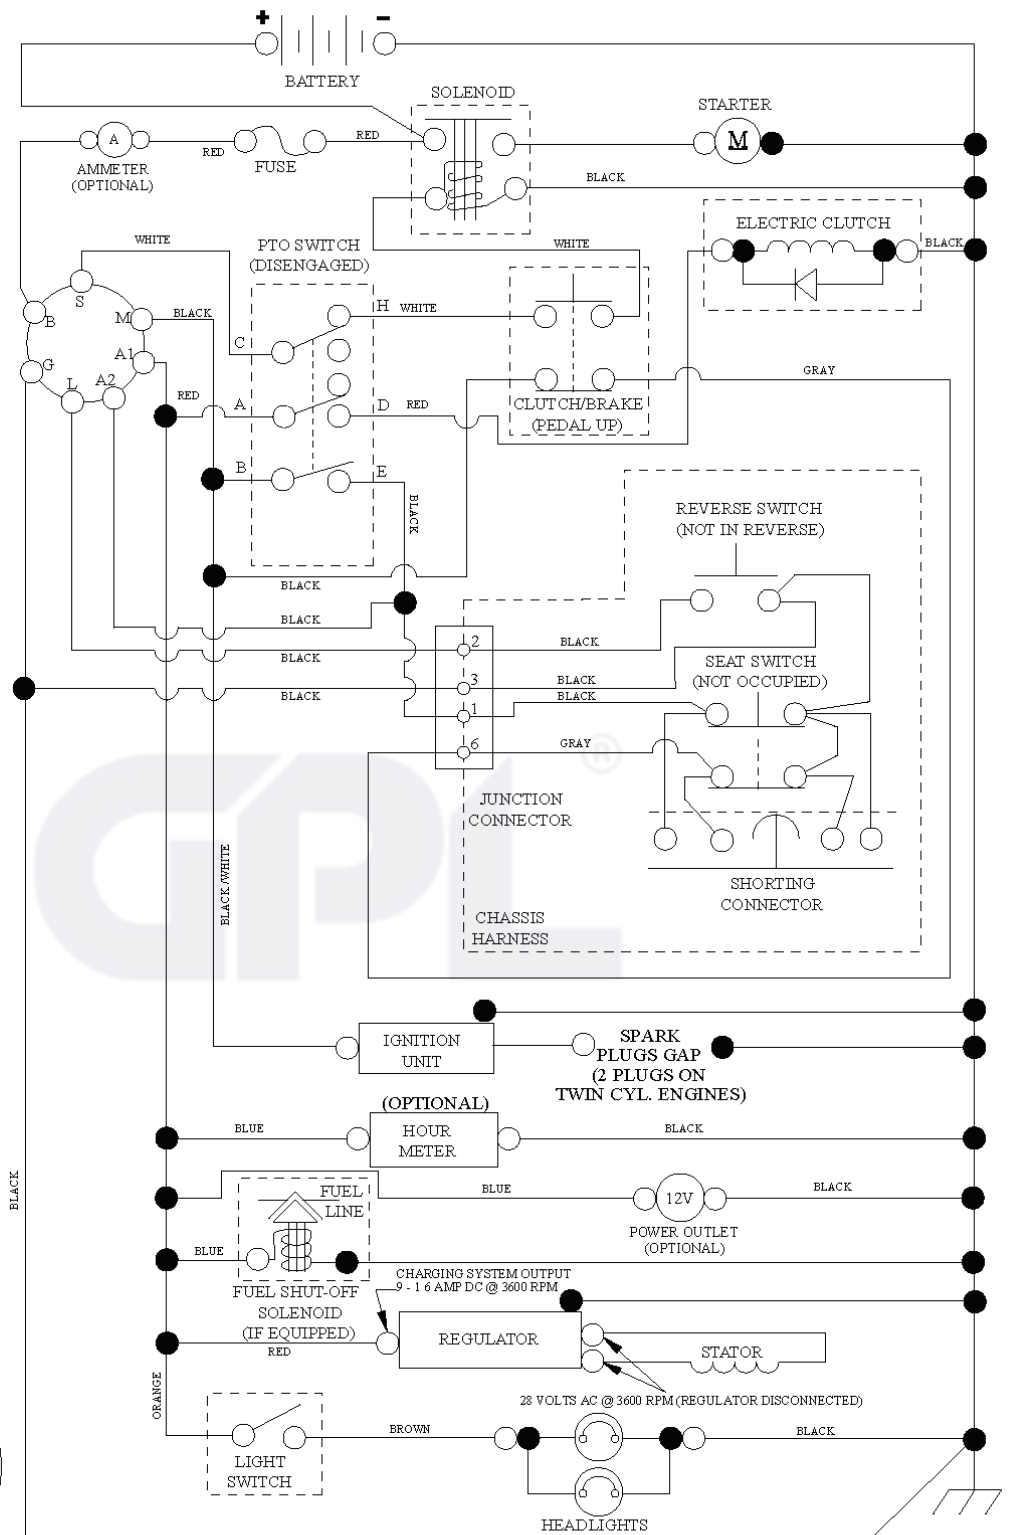 + -
BATTERY
SOLENOID
STARTER
M
A
RED
FUSE
RED
AMMETER
(OPTIONAL)
BLACK
ELECTRIC CLUTCH
BLACK
WHITE
PTO SWITCH
(DISENGAGED)
WHITE
S
B
M
BLACK
G
A1
L
A2
RED
C
H
WHITE
A
D
RED
B
E
BLACK
CLUTCH/BRAKE
(PEDAL UP)
GRAY
REVERSE SWITCH
(NOT IN REVERSE)
BLACK
BLACK
BLACK
BLACK
2
3
1
6
BLACK
BLACK
BLACK
GRAY
SEAT SWITCH
(NOT OCCUPIED)
GPL®
JUNCTION
CONNECTOR
SHORTING
CONNECTOR
CHASSIS
HARNESS
BLACK /WHITE
IGNITION
UNIT
SPARK
PLUGS GAP
(2 PLUGS ON
TWIN CYL. ENGINES)
(OPTIONAL)
HOUR
METER
BLUE
BLACK
BLACK
FUEL
LINE
BLUE
12V
BLACK
POWER OUTLET
(OPTIONAL)
BLUE
FUEL SHUT-OFF
SOLENOID
(IF EQUIPPED)
CHARGING SYSTEM OUTPUT
9 - 1 6 AMP DC @ 3600 RPM
RED
REGULATOR
STATOR
28 VOLTS AC @ 3600 RPM (REGULATOR DISCONNECTED)
ORANGE
LIGHT
SWITCH
BROWN
BLACK
HEADLIGHTS